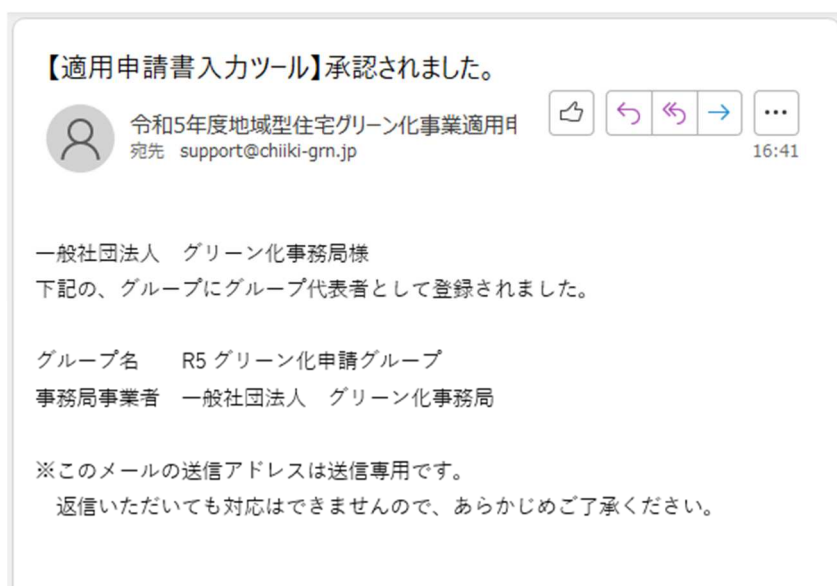 【適用申請書入力ツール】承認されました。
令和5年度地域型住宅グリーン化事業適用申
宛先 support@chiiki-grn.jp
16:41
一般社団法人　グリーン化事務局様
下記の、グループにグループ代表者として登録されました。
グループ名　　R5 グリーン化申請グループ
事務局事業者　一般社団法人　グリーン化事務局
※このメールの送信アドレスは送信専用です。
　返信いただいても対応はできませんので、あらかじめご了承ください。